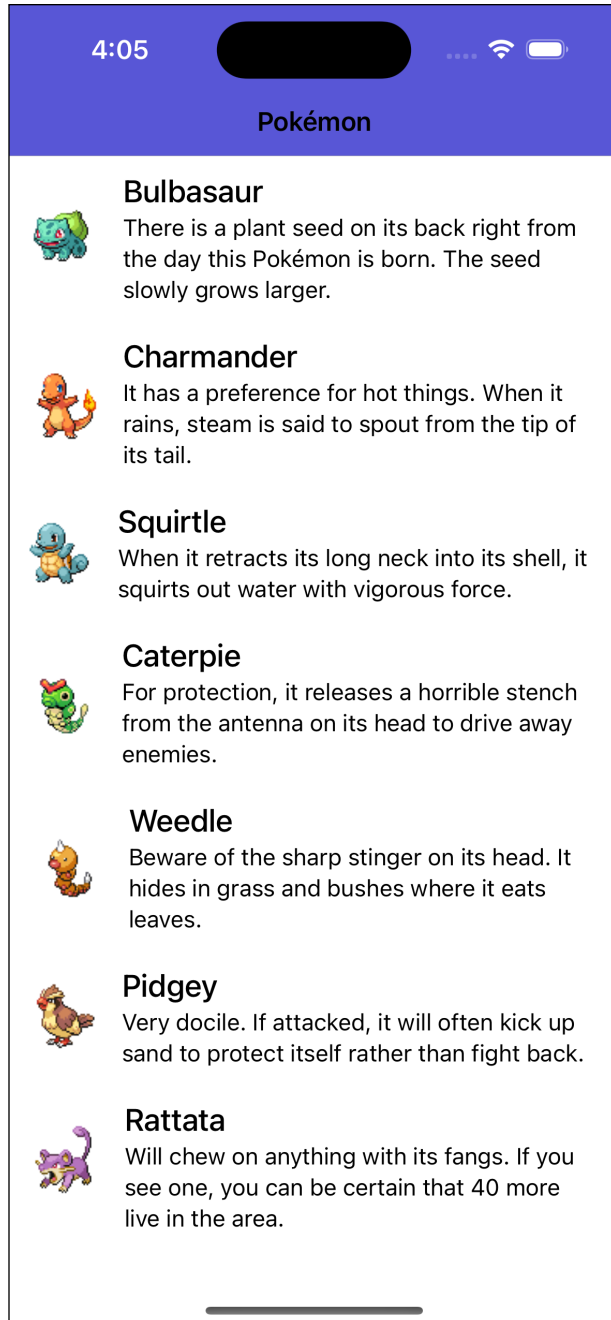 4:05
Pokémon
Bulbasaur
There is a plant seed on its back right from
the day this Pokémon is born. The seed
slowly grows larger.
Charmander
It has a preference for hot things. When it
rains, steam is said to spout from the tip of
its tail.
Squirtle
When it retracts its long neck into its shell, it
squirts out water with vigorous force.
Caterpie
For protection, it releases a horrible stench
from the antenna on its head to drive away
enemies.
Weedle
Beware of the sharp stinger on its head. It
hides in grass and bushes where it eats
leaves.
Pidgey
Very docile. If attacked, it will often kick up
sand to protect itself rather than fight back.
Rattata
Will chew on anything with its fangs. If you
see one, you can be certain that 40 more
live in the area.